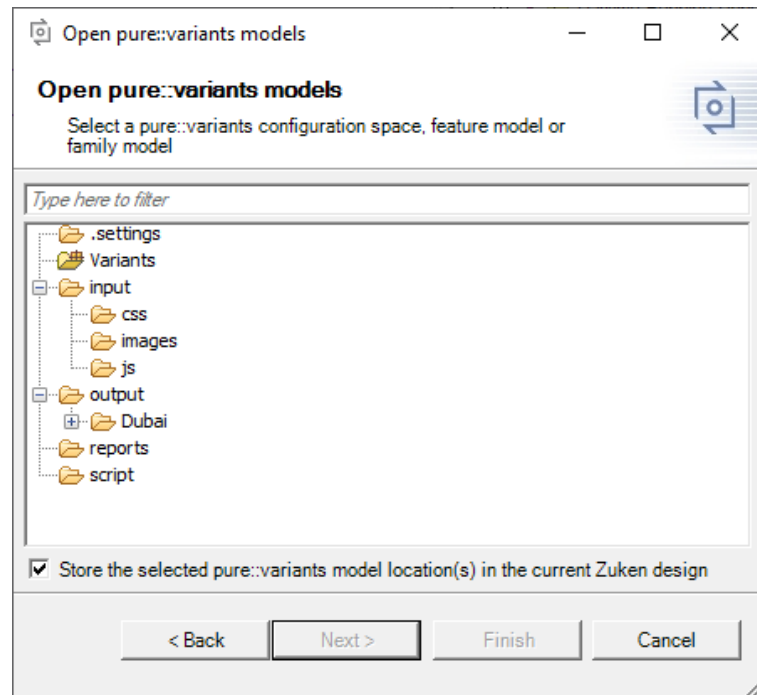 Open pure::variants models
Open pure::variants models
Select a pure::variants configuration space, feature model or
family model
Type here to filter
.settings
Variants
input
css
images
js
output
Dubai
reports
script
Store the selected pure::variants model location(s) in the current Zuken design
< Back
Next >
Finish
Cancel